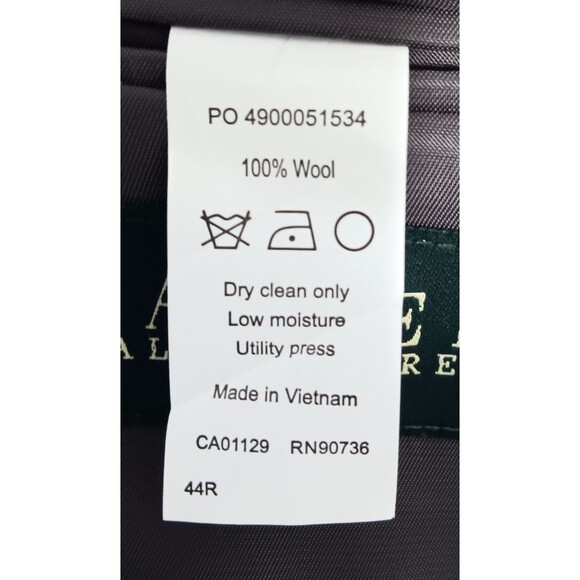 PO 4900051534
100% Wool
Dry clean only
Low moisture
Utility press
Made in Vietnam
CA01129 RN90736
44R